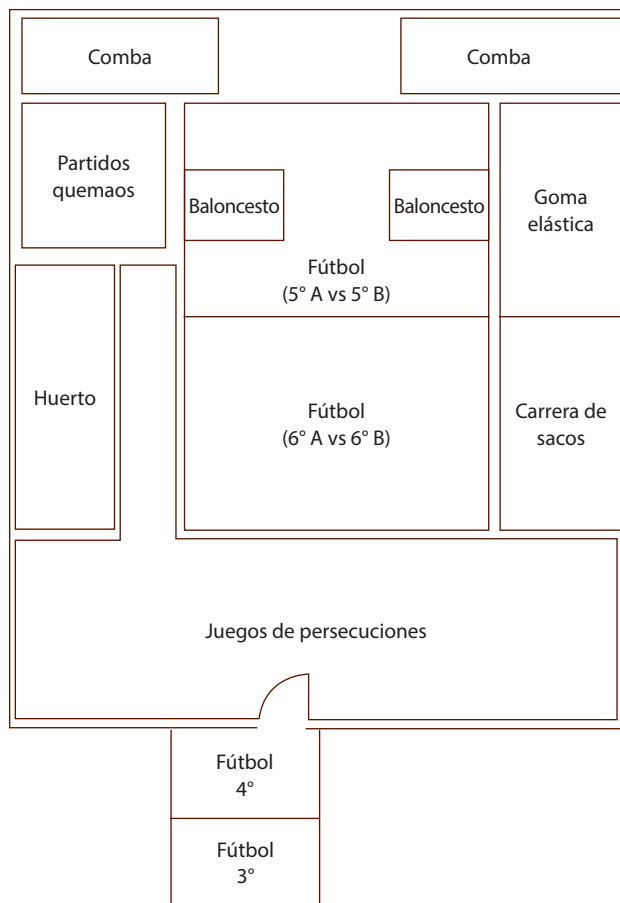 Comba
Comba
Partidos
quemaos
Baloncesto
Baloncesto
Goma
elástica
Fútbol
(5° A vs 5° B)
Huerto
Fútbol
(6° A vs 6° B)
Carrera de
sacos
Juegos de persecuciones
Fútbol
4°
Fútbol
3°